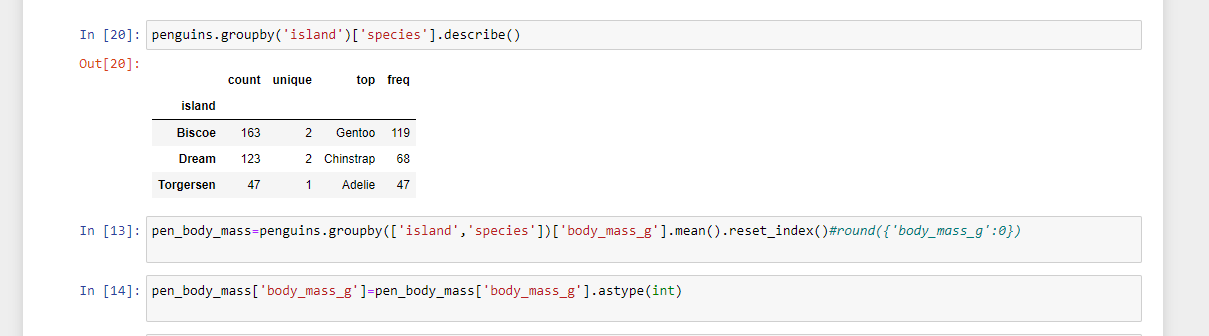 In [20]: penguins.groupby('island')['species'].describe()
Out[20]:
count unique top freq
island
Biscoe 163 2 Gentoo 119
Dream 123 2 Chinstrap 68
Torgersen 47 1 Adelie 47
In [13]: pen_body_mass=penguins.groupby(['island','species'])['body_mass_g'].mean().reset_index()#round({'body_mass_g':0})
In [14]: pen_body_mass['body_mass_g']=pen_body_mass['body_mass_g'].astype(int)